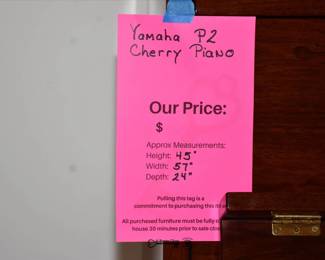 Yamaha P2
Cherry Piano
Our Price:
$
Approx Measurements:
Height: 45"
Width: 57"
Depth: 24"
Pulling this tag is a
commitment to purchasing this
All purchased furniture must be fully
house 30 minutes prior to sale